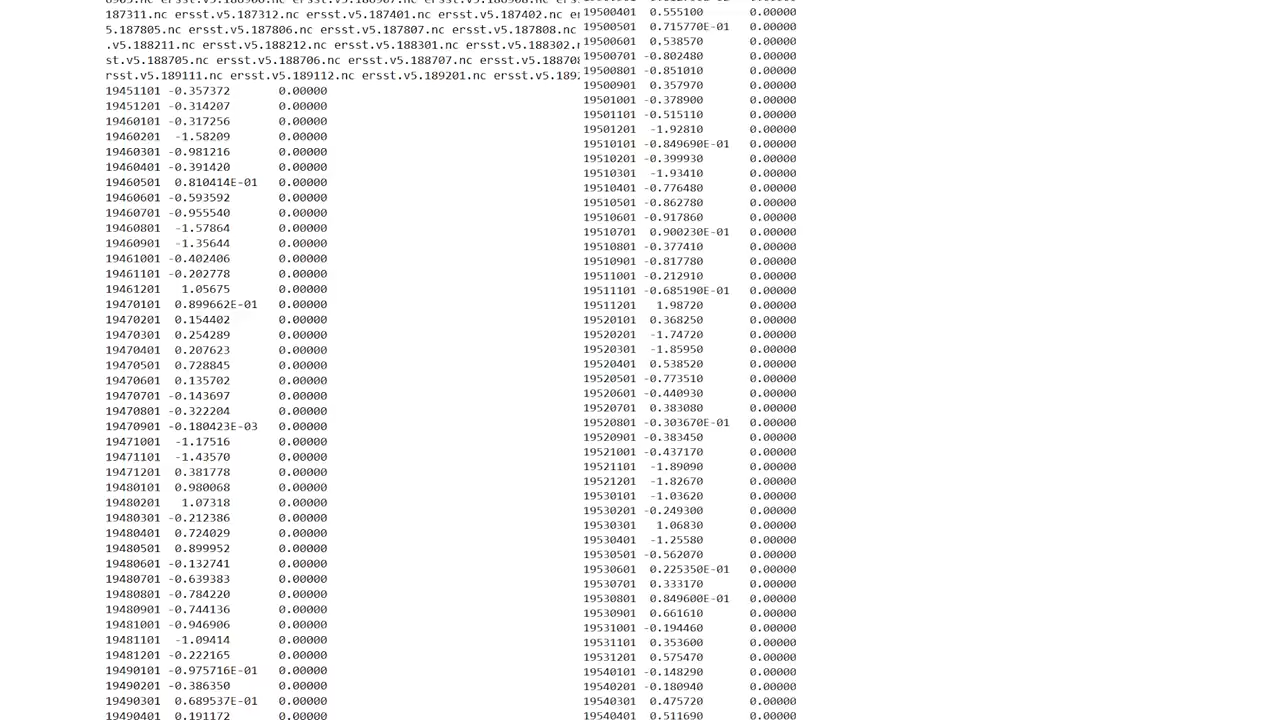 187311.nc ersst.v5.187312.nc ersst.v5.187401.nc ersst.v5.187402.nc er
5.187805.nc ersst.v5.187806.nc ersst.v5.187807.nc ersst.v5.187808.nc
.v5.188211.nc ersst.v5.188212.nc ersst.v5.188301.nc ersst.v5.188302.n
st.v5.188705.nc ersst.v5.188706.nc ersst.v5.188707.nc ersst.v5.18870
rsst.v5.189111.nc ersst.v5.189112.nc ersst.v5.189201.nc ersst.v5.189
19451101 -0.357372 0.00000
19451201 -0.314207 0.00000
19460101 -0.317256 0.00000
19460201 -1.58209 0.00000
19460301 -0.981216 0.00000
19460401 -0.391420 0.00000
19460501 0.810414E-01 0.00000
19460601 -0.593592 0.00000
19460701 -0.955540 0.00000
19460801 -1.57864 0.00000
19460901 -1.35644 0.00000
19461001 -0.402406 0.00000
19461101 -0.202778 0.00000
19461201 1.05675 0.00000
19470101 0.899662E-01 0.00000
19470201 0.154402 0.00000
19470301 0.254289 0.00000
19470401 0.207623 0.00000
19470501 0.728845 0.00000
19470601 0.135702 0.00000
19470701 -0.143697 0.00000
19470801 -0.322204 0.00000
19470901 -0.180423E-03 0.00000
19471001 -1.17516 0.00000
19471101 -1.43570 0.00000
19471201 0.381778 0.00000
19480101 0.980068 0.00000
19480201 1.07318 0.00000
19480301 -0.212386 0.00000
19480401 0.724029 0.00000
19480501 0.899952 0.00000
19480601 -0.132741 0.00000
19480701 -0.639383 0.00000
19480801 -0.784220 0.00000
19480901 -0.744136 0.00000
19481001 -0.946906 0.00000
19481101 -1.09414 0.00000
19481201 -0.222165 0.00000
19490101 -0.975716E-01 0.00000
19490201 -0.386350 0.00000
19490301 0.689537E-01 0.00000
19490401 0.191172 0.00000
19500401 0.555100 0.00000
19500501 0.715770E-01 0.00000
19500601 0.538570 0.00000
19500701 -0.802480 0.00000
19500801 -0.851010 0.00000
19500901 0.357970 0.00000
19501001 -0.378900 0.00000
19501101 -0.515110 0.00000
19501201 -1.92810 0.00000
19510101 -0.849690E-01 0.00000
19510201 -0.399930 0.00000
19510301 -1.93410 0.00000
19510401 -0.776480 0.00000
19510501 -0.862780 0.00000
19510601 -0.917860 0.00000
19510701 0.900230E-01 0.00000
19510801 -0.377410 0.00000
19510901 -0.817780 0.00000
19511001 -0.212910 0.00000
19511101 -0.685190E-01 0.00000
19511201 1.98720 0.00000
19520101 0.368250 0.00000
19520201 -1.74720 0.00000
19520301 -1.85950 0.00000
19520401 0.538520 0.00000
19520501 -0.773510 0.00000
19520601 -0.440930 0.00000
19520701 0.383080 0.00000
19520801 -0.303670E-01 0.00000
19520901 -0.383450 0.00000
19521001 -0.437170 0.00000
19521101 -1.89090 0.00000
19521201 -1.82670 0.00000
19530101 -1.03620 0.00000
19530201 -0.249300 0.00000
19530301 1.06830 0.00000
19530401 -1.25580 0.00000
19530501 -0.562070 0.00000
19530601 0.225350E-01 0.00000
19530701 0.333170 0.00000
19530801 0.849600E-01 0.00000
19530901 0.661610 0.00000
19531001 -0.194460 0.00000
19531101 0.353600 0.00000
19531201 0.575470 0.00000
19540101 -0.148290 0.00000
19540201 -0.180940 0.00000
19540301 0.475720 0.00000
19540401 0.511690 0.00000